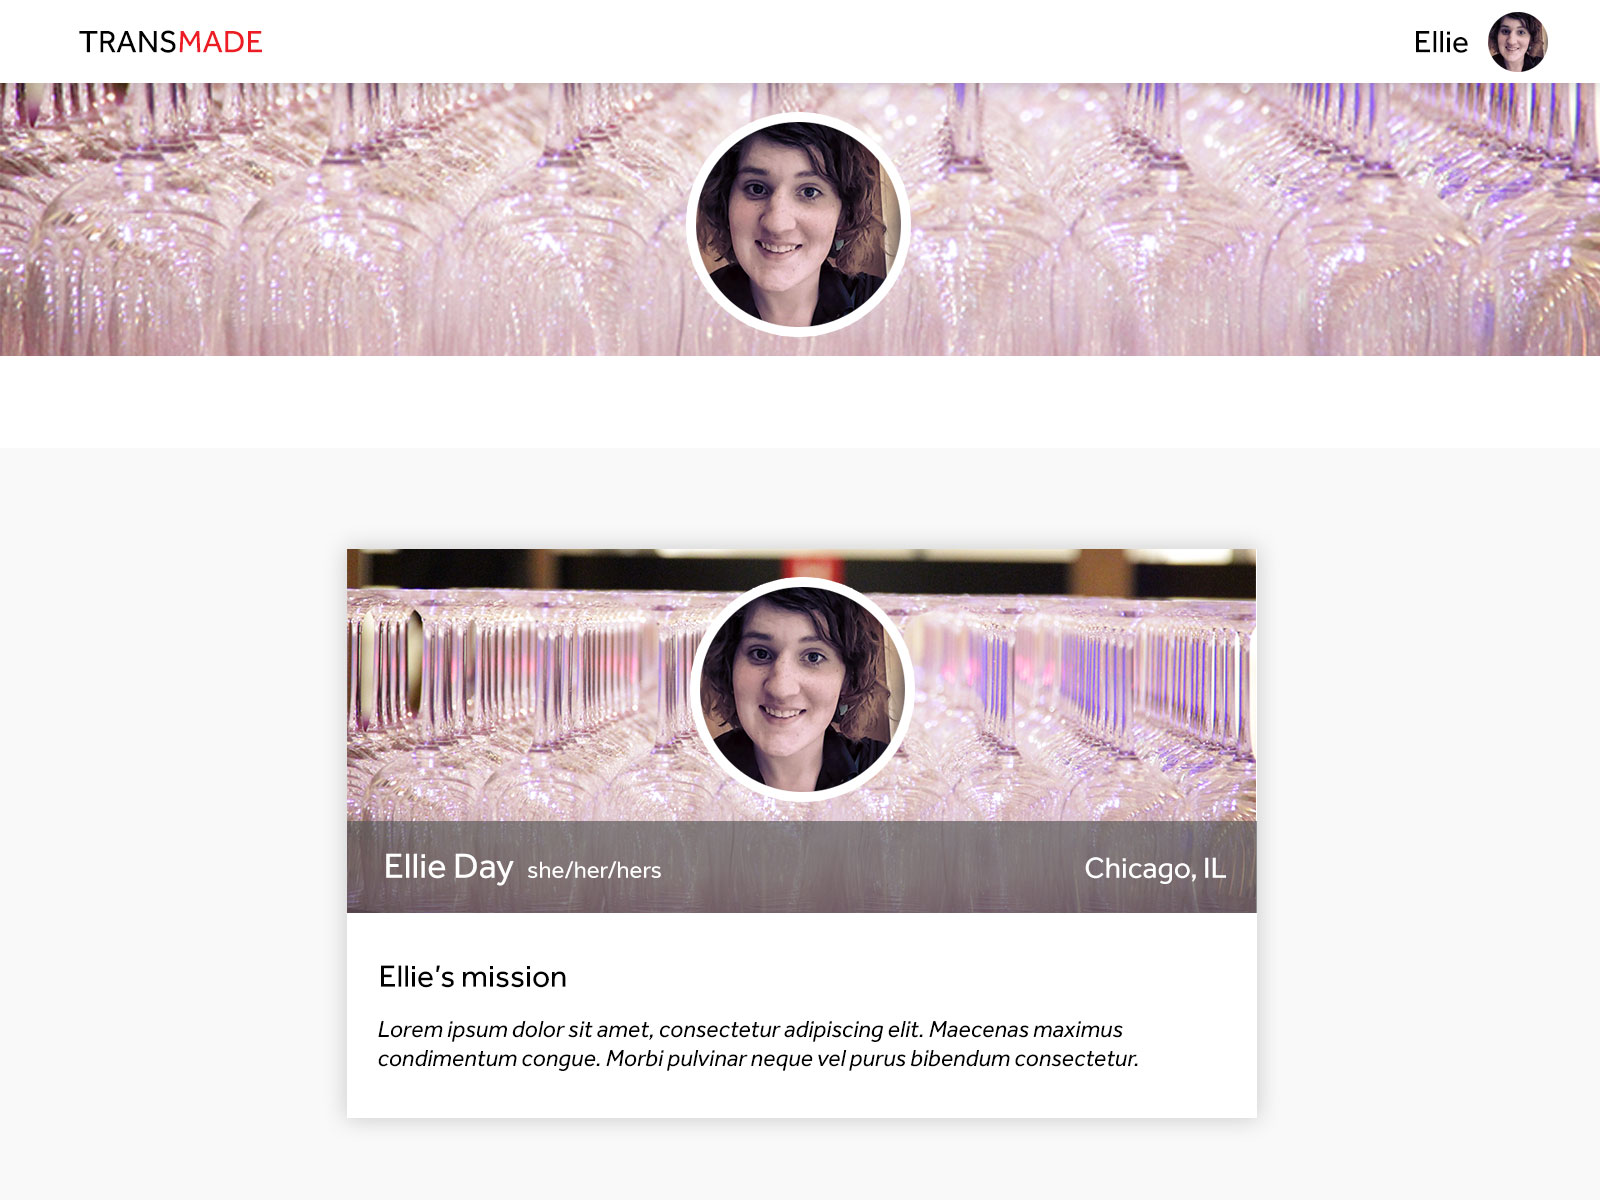 TRANSMADE
Ellie
Ellie Day she/her/hers
Chicago, IL
Ellie’s mission
Lorem ipsum dolor sit amet, consectetur adipiscing elit. Maecenas maximus
condimentum congue. Morbi pulvinar neque vel purus bibendum consectetur.